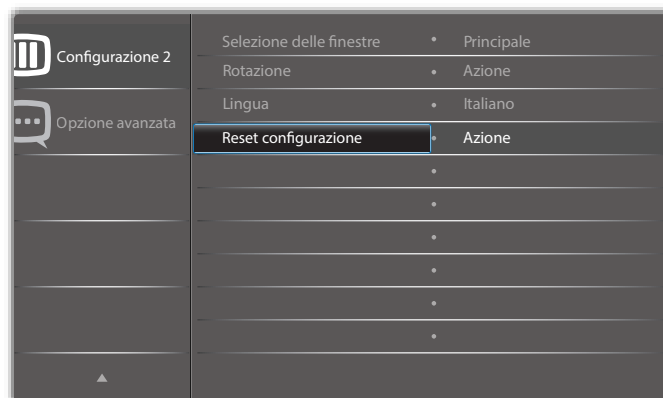 Configurazione 2
Opzione avanzata
Selezione delle finestre • Principale
Rotazione • Azione
Lingua • Italiano
Reset configurazione • Azione